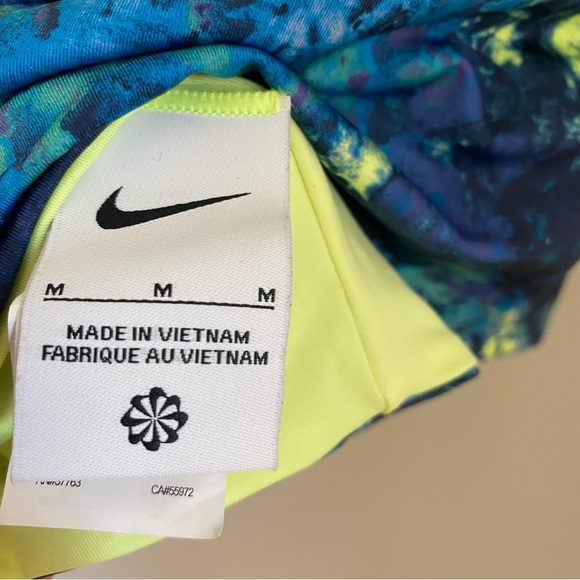 M M M
MADE IN VIETNAM
FABRIQUE AU VIETNAM
CA#55972